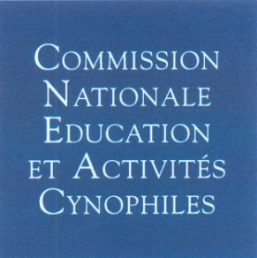 COMMISSION
NATIONALE
EDUCATION
ET ACTIVITÉS
CYNOPHILES